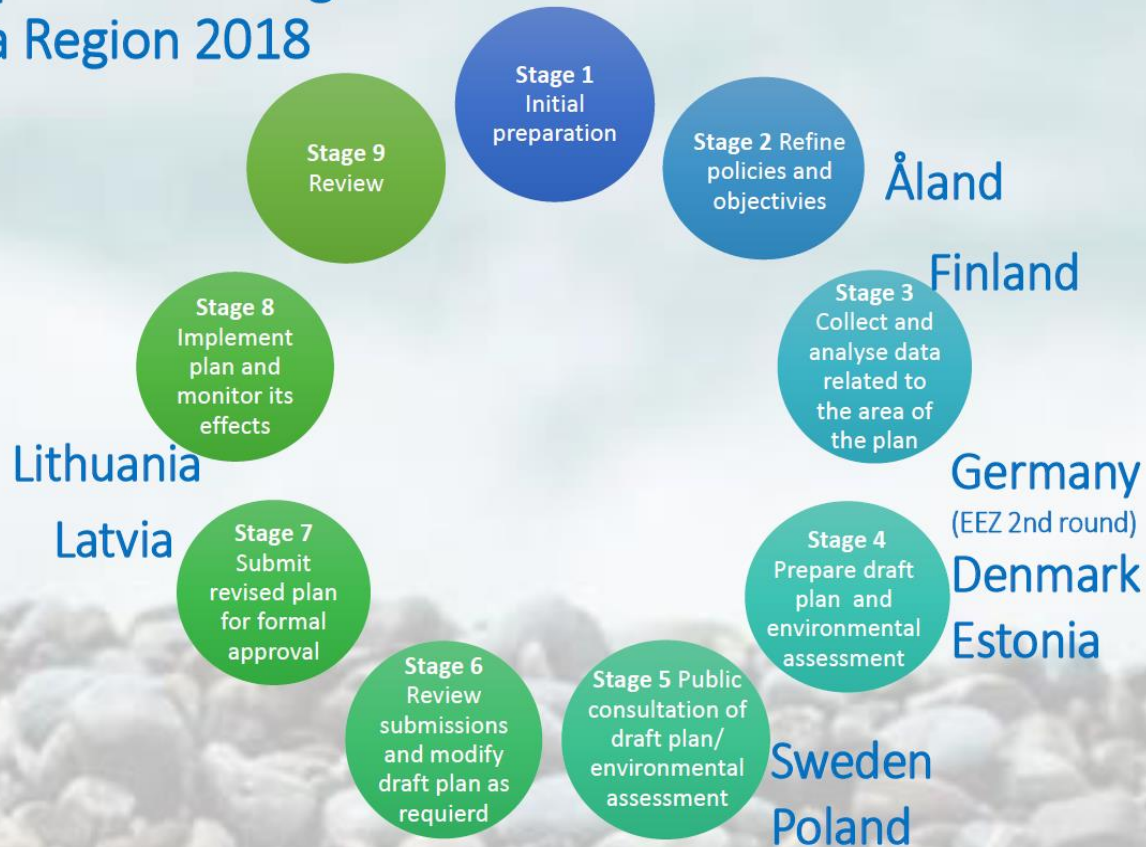 a Region 2018
Stage 1
Initial
preparation
Stage 2 Refine
policies and
objectivies
Åland
Finland
Stage 3
Collect and
analyse data
related to
the area of
the plan
Germany
(EEZ 2nd round)
Denmark
Estonia
Stage 4
Prepare draft
plan and
environmental
assessment
Stage 5 Public
consultation of
draft plan/
environmental
assessment
Sweden
Poland
Stage 6
Review
submissions
and modify
draft plan as
requierd
Stage 7
Submit
revised plan
for formal
approval
Latvia
Lithuania
Stage 8
Implement
plan and
monitor its
effects
Stage 9
Review